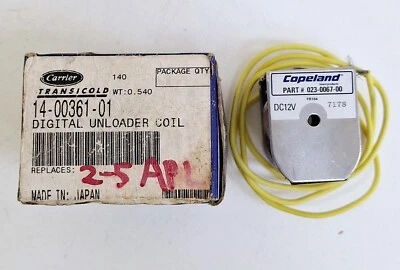 Carrier
TRANSICOLD
140
WT: 0.540
PACKAGE QTY
14-00361-01
DIGITAL UNLOADER COIL
REPLACES:
2-5 APL
MADE IN: JAPAN
Copeland
PART # 023-0067-00
DC12V
7178